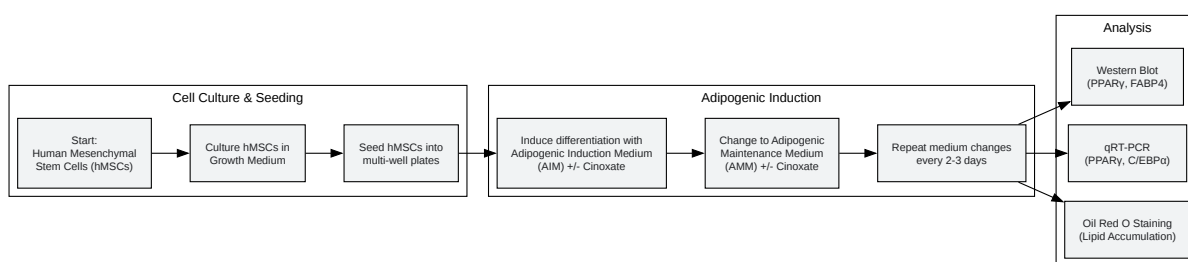 Cell Culture & Seeding
Start:
Human Mesenchymal
Stem Cells (hMSCs)
Culture hMSCs in
Growth Medium
Seed hMSCs into
multi-well plates
Adipogenic Induction
Induce differentiation with
Adipogenic Induction Medium
(AIM) +/- Cinoxate
Change to Adipogenic
Maintenance Medium
(AMM) +/- Cinoxate
Repeat medium changes
every 2-3 days
Analysis
Western Blot
(PPARγ, FABP4)
qRT-PCR
(PPARγ, C/EBPα)
Oil Red O Staining
(Lipid Accumulation)